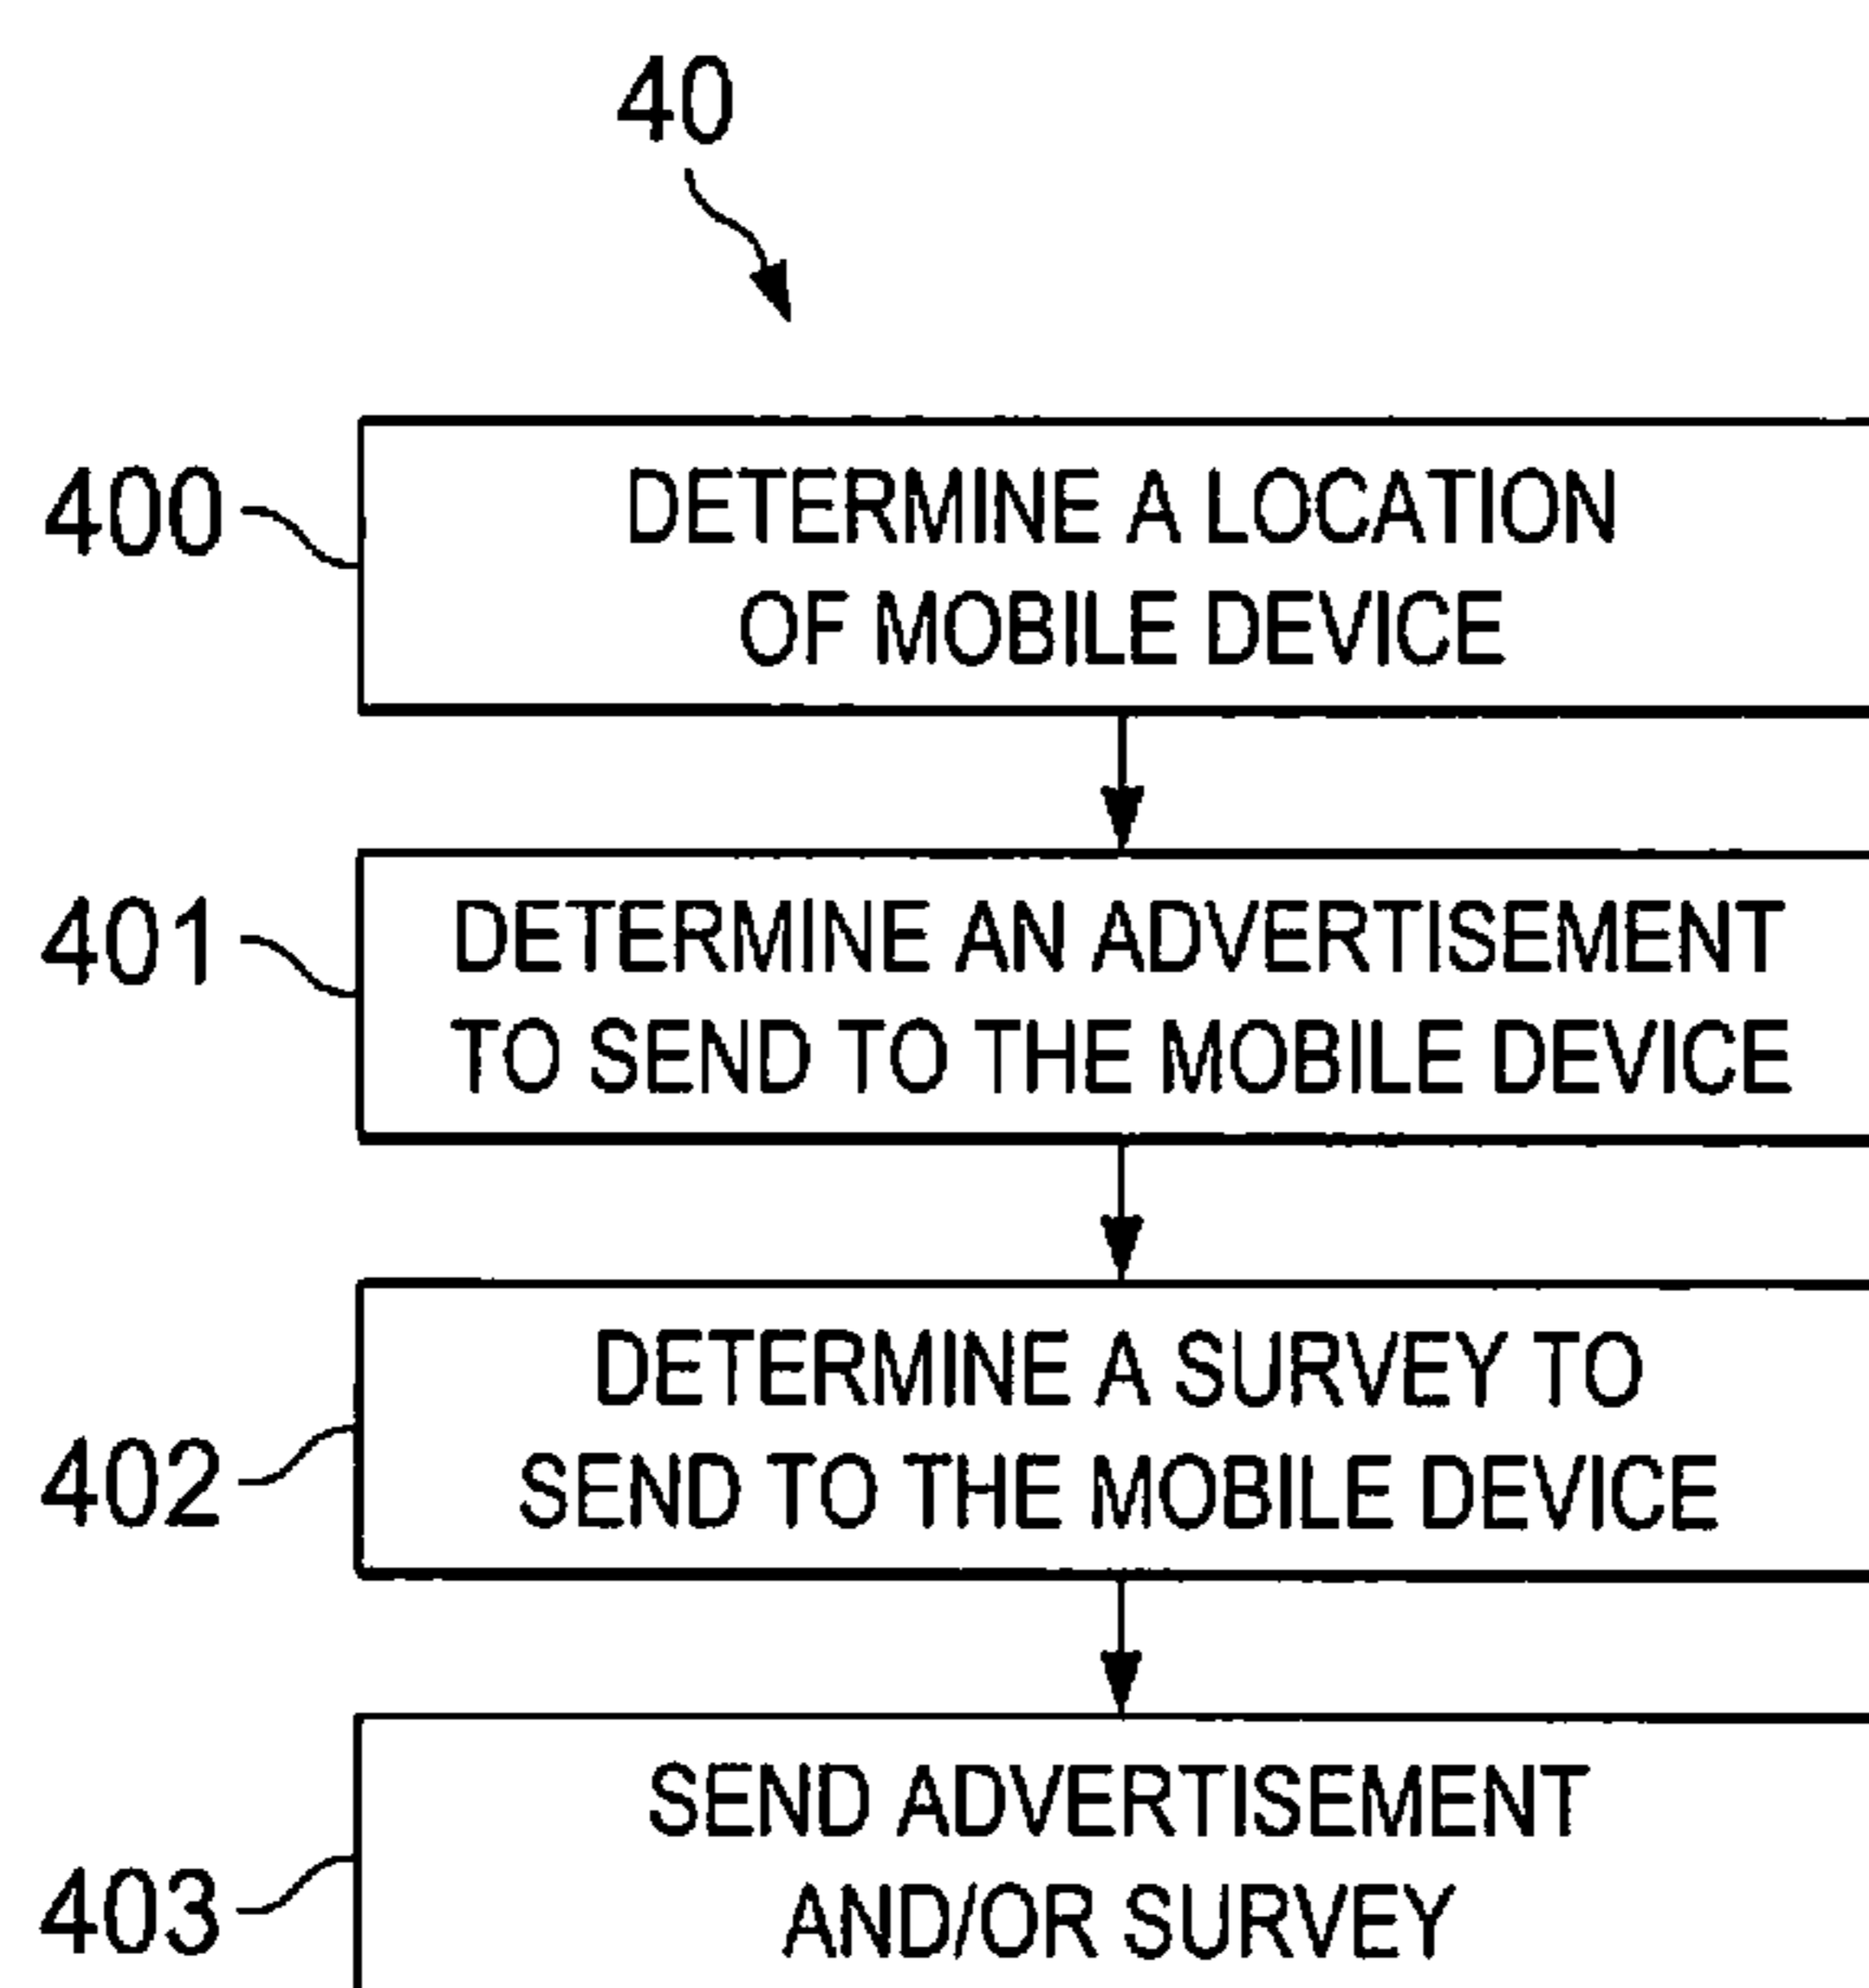 40
400
DETERMINE A LOCATION
OF MOBILE DEVICE
401
DETERMINE AN ADVERTISEMENT
TO SEND TO THE MOBILE DEVICE
402
DETERMINE A SURVEY TO
SEND TO THE MOBILE DEVICE
403
SEND ADVERTISEMENT
AND/OR SURVEY